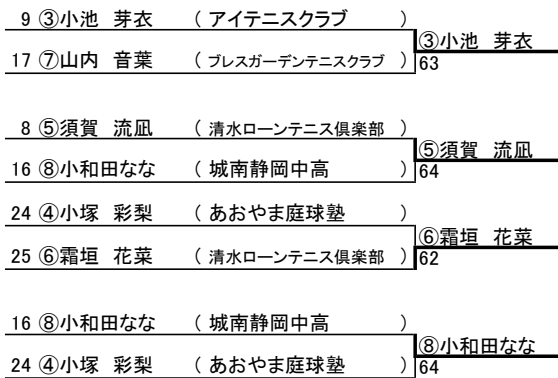 9 ③小池 芽衣 ( アイテニスクラブ )
③小池 芽衣
17 ⑦山内 音葉 ( ブレスガーデンテニスクラブ ) 63
8 ⑤須賀 流凪 ( 清水ローンテニス倶楽部 )
⑤須賀 流凪
16 ⑧小和田なな ( 城南静岡中高 ) 64
24 ④小塚 彩梨 ( あおやま庭球塾 )
⑥霜垣 花菜
25 ⑥霜垣 花菜 ( 清水ローンテニス倶楽部 ) 62
16 ⑧小和田なな ( 城南静岡中高 )
⑧小和田なな
24 ④小塚 彩梨 ( あおやま庭球塾 ) 64